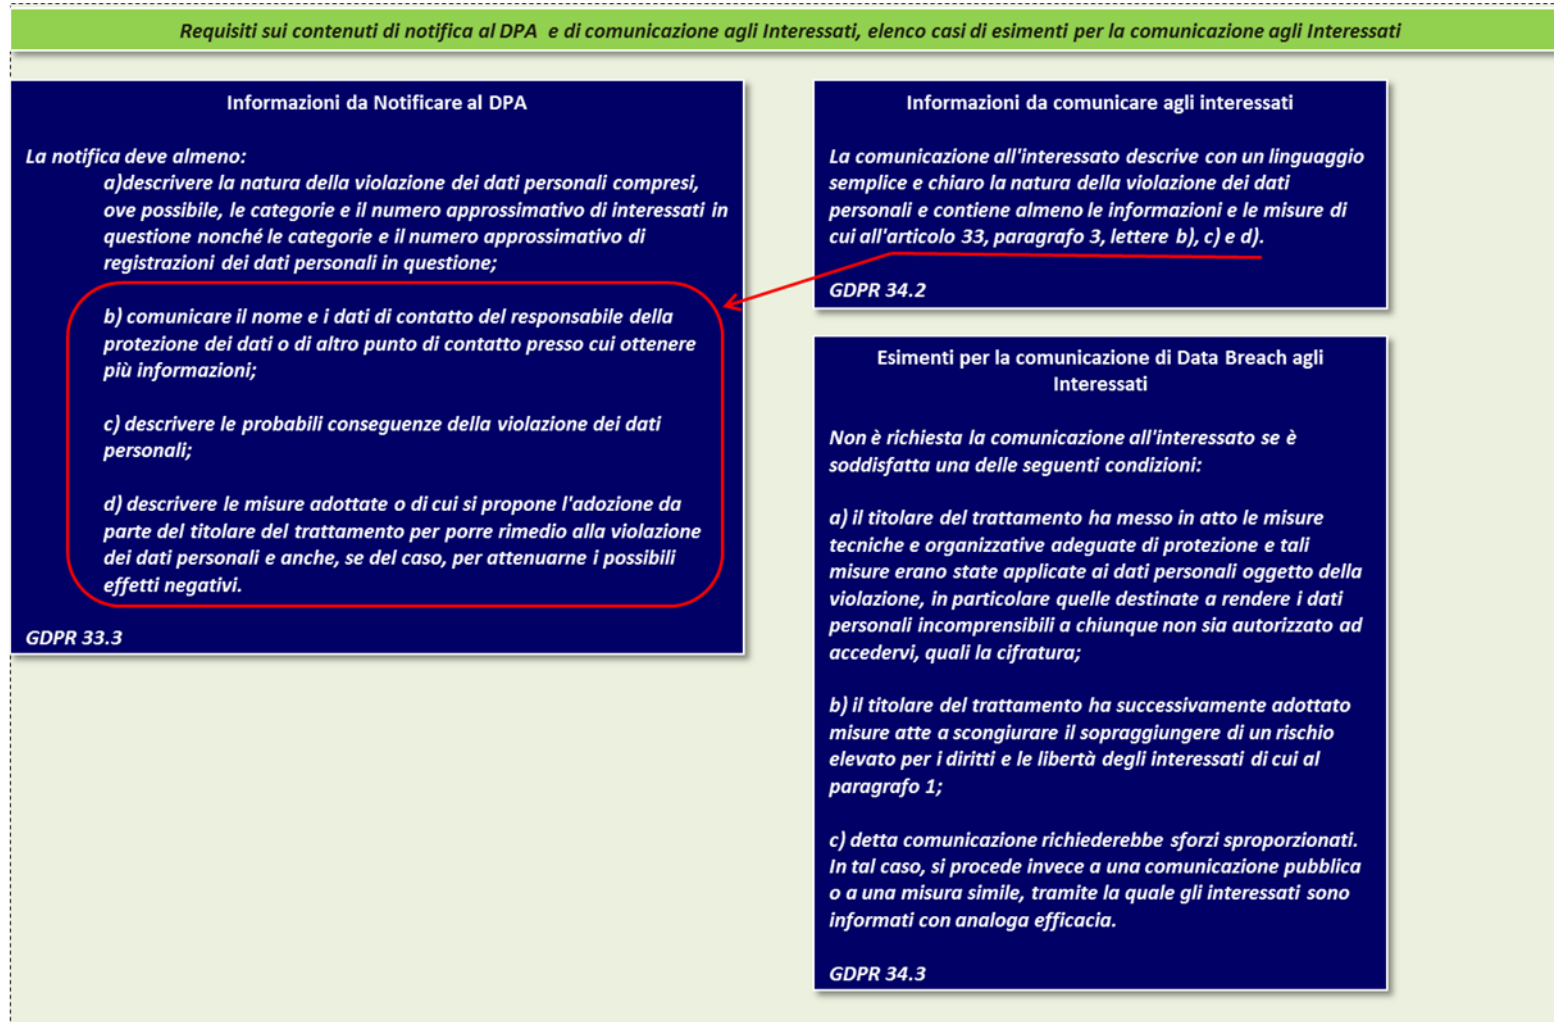 Requisiti sui contenuti di notifica al DPA e di comunicazione agli Interessati, elenco casi di esimenti per la comunicazione agli Interessati
Informazioni da Notificare al DPA
La notifica deve almeno:
a)descrivere la natura della violazione dei dati personali compresi,
ove possibile, le categorie e il numero approssimativo di interessati in
questione nonché le categorie e il numero approssimativo di
registrazioni dei dati personali in questione;
b) comunicare il nome e i dati di contatto del responsabile della
protezione dei dati o di altro punto di contatto presso cui ottenere
più informazioni;
c) descrivere le probabili conseguenze della violazione dei dati
personali;
d) descrivere le misure adottate o di cui si propone l'adozione da
parte del titolare del trattamento per porre rimedio alla violazione
dei dati personali e anche, se del caso, per attenuarne i possibili
effetti negativi.
GDPR 33.3
Informazioni da comunicare agli interessati
La comunicazione all'interessato descrive con un linguaggio
semplice e chiaro la natura della violazione dei dati
personali e contiene almeno le informazioni e le misure di
cui all'articolo 33, paragrafo 3, lettere b), c) e d).
GDPR 34.2
Esimenti per la comunicazione di Data Breach agli
Interessati
Non è richiesta la comunicazione all'interessato se è
soddisfatta una delle seguenti condizioni:
a) il titolare del trattamento ha messo in atto le misure
tecniche e organizzative adeguate di protezione e tali
misure erano state applicate ai dati personali oggetto della
violazione, in particolare quelle destinate a rendere i dati
personali incomprensibili a chiunque non sia autorizzato ad
accedervi, quali la cifratura;
b) il titolare del trattamento ha successivamente adottato
misure atte a scongiurare il sopraggiungere di un rischio
elevato per i diritti e le libertà degli interessati di cui al
paragrafo 1;
c) detta comunicazione richiederebbe sforzi sproporzionati.
In tal caso, si procede invece a una comunicazione pubblica
o a una misura simile, tramite la quale gli interessati sono
informati con analoga efficacia.
GDPR 34.3